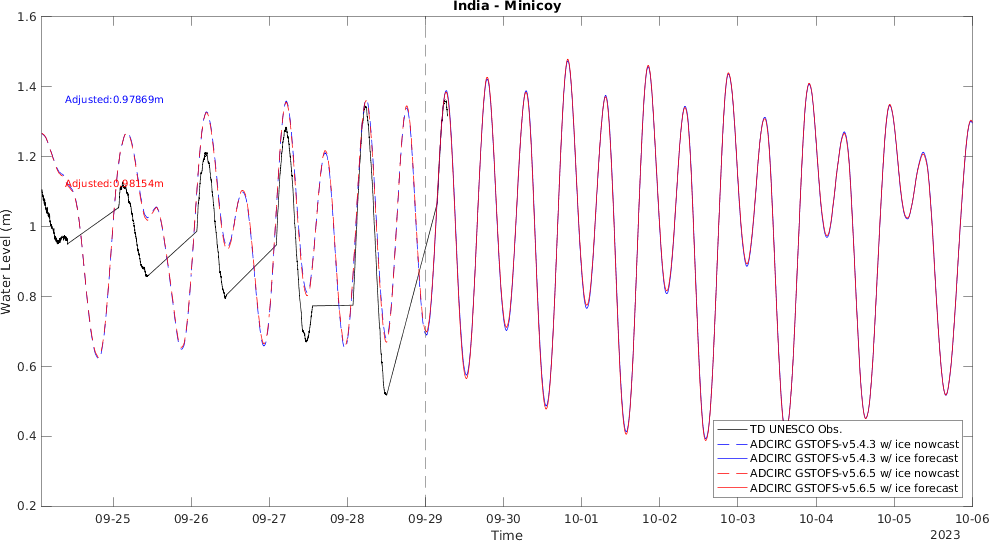 India - Minicoy
1.6
1.4
1.2
1
0.8
0.6
0.4
0.2
Water Level (m)
Adjusted:0.97869m
Adjusted:0.98154m
TD UNESCO Obs.
ADCIRC GSTOFS-v5.4.3 w/ ice nowcast
ADCIRC GSTOFS-v5.4.3 w/ ice forecast
ADCIRC GSTOFS-v5.6.5 w/ ice nowcast
ADCIRC GSTOFS-v5.6.5 w/ ice forecast
09-25 09-26 09-27 09-28 09-29 09-30 10-01 10-02 10-03 10-04 10-05 10-06
Time
2023